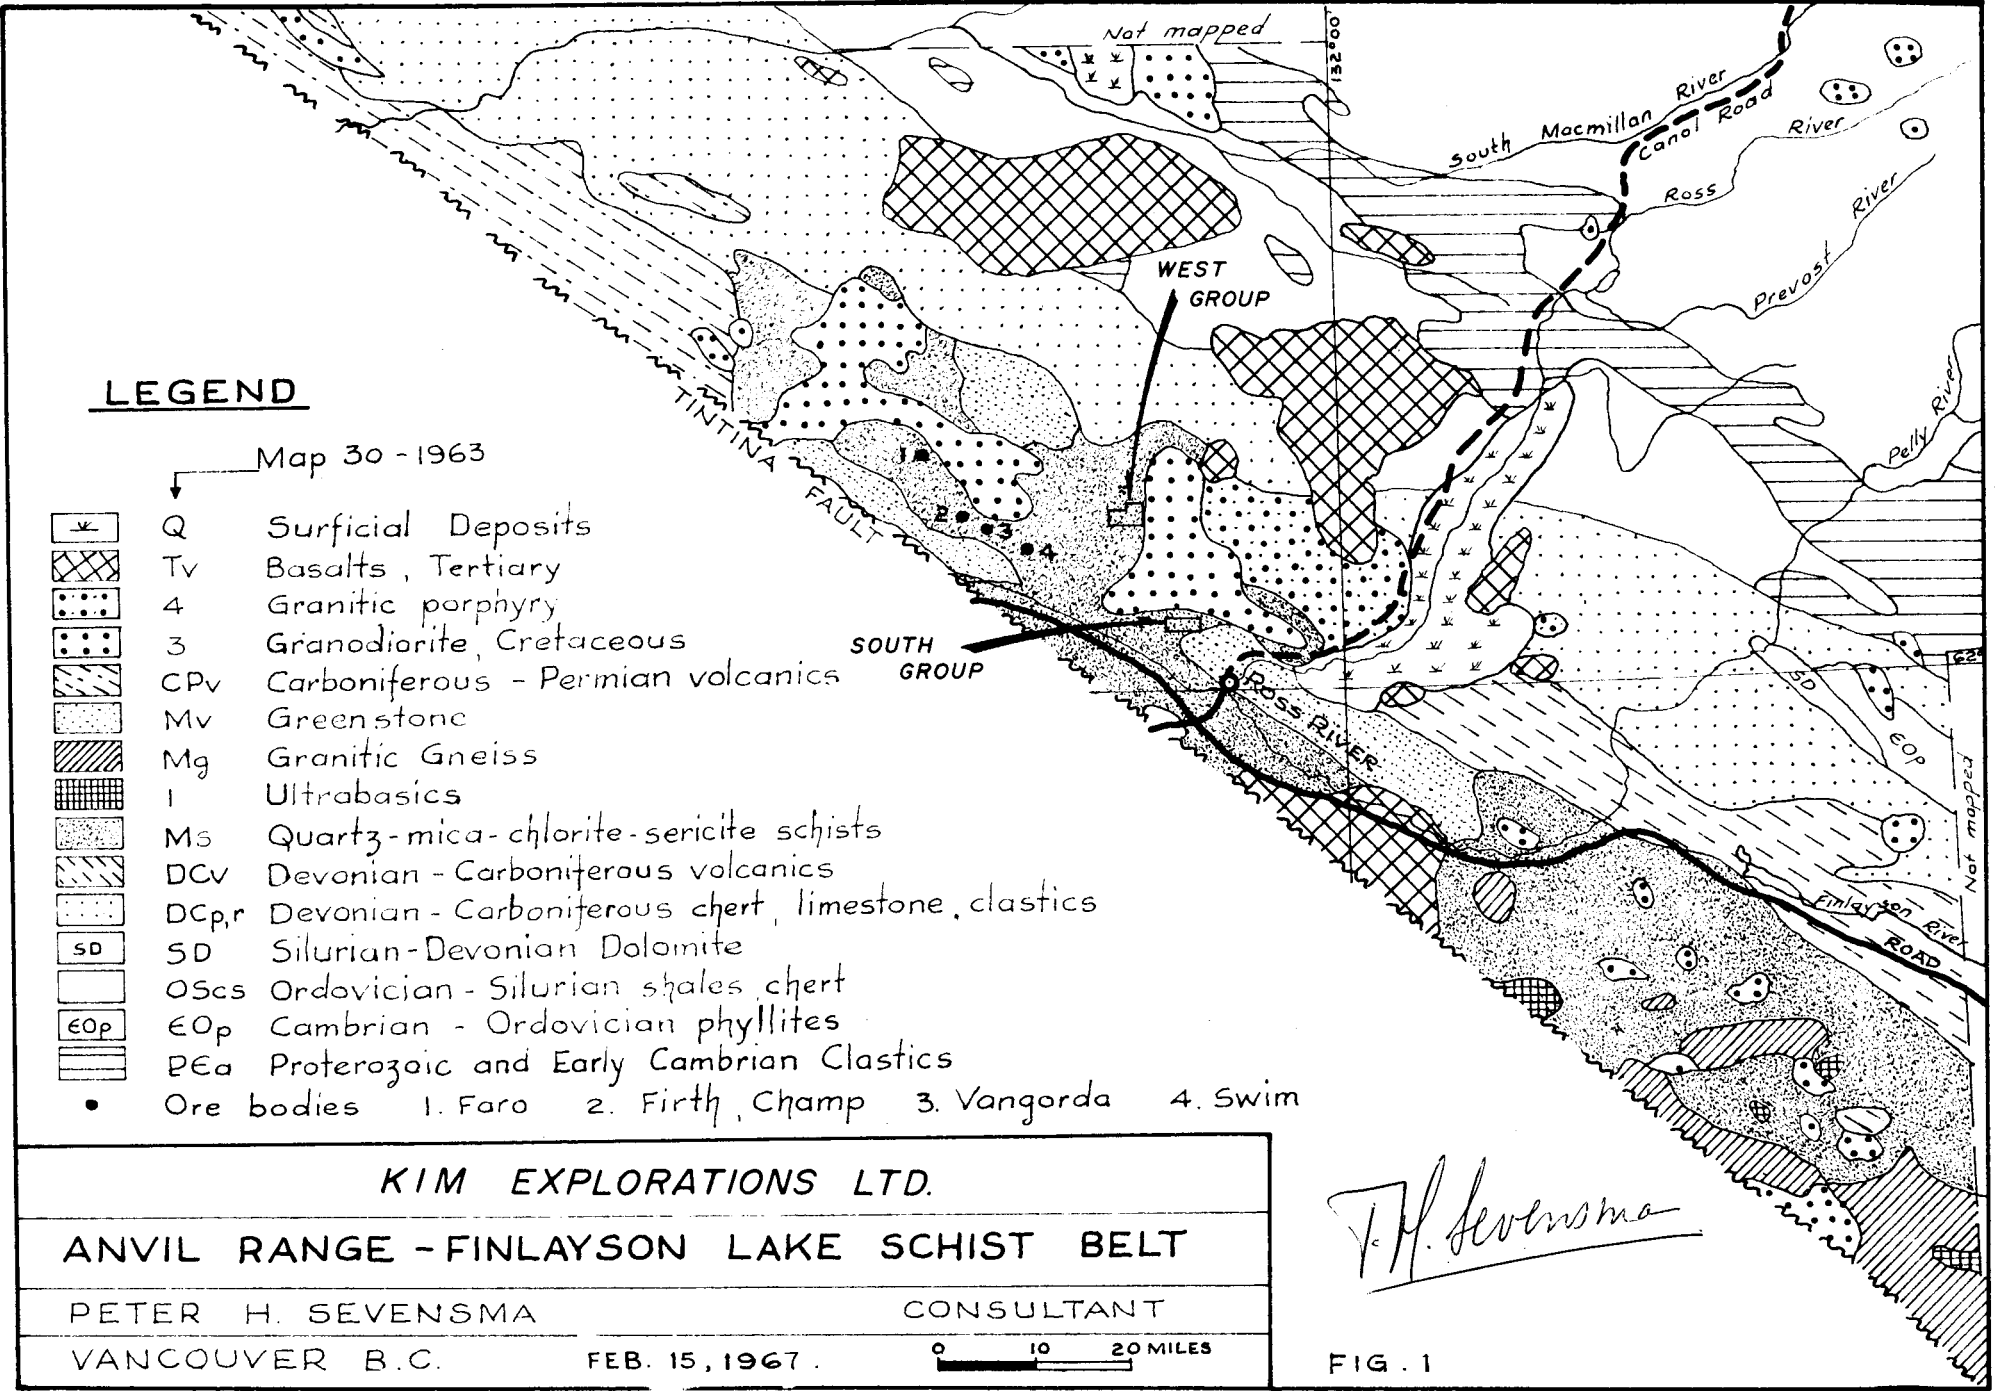 Not mapped
132°00'
South Macmillan River
Canol Road
Ross River
Prevost River
Pelly River
WEST
GROUP
TINTINA FAULT
1
2
3
4
SOUTH
GROUP
ROSS RIVER
SD
ЄOp
62°
Not mapped
Finlayson River
ROAD
LEGEND
Map 30 - 1963
Q Surficial Deposits
Tv Basalts, Tertiary
4 Granitic porphyry
3 Granodiorite, Cretaceous
CPv Carboniferous - Permian volcanics
Mv Greenstone
Mg Granitic Gneiss
1 Ultrabasics
Ms Quartz-mica-chlorite-sericite schists
DCv Devonian - Carboniferous volcanics
DCp,r Devonian - Carboniferous chert, limestone, clastics
SD SD Silurian-Devonian Dolomite
OScs Ordovician - Silurian shales, chert
ЄOp ЄOp Cambrian - Ordovician phyllites
PЄa Proterozoic and Early Cambrian Clastics
Ore bodies 1. Faro 2. Firth, Champ 3. Vangorda 4. Swim
KIM EXPLORATIONS LTD.
ANVIL RANGE - FINLAYSON LAKE SCHIST BELT
PETER H. SEVENSMA CONSULTANT
VANCOUVER B.C. FEB. 15, 1967. 0 10 20 MILES
P.H. Sevensma
FIG. 1